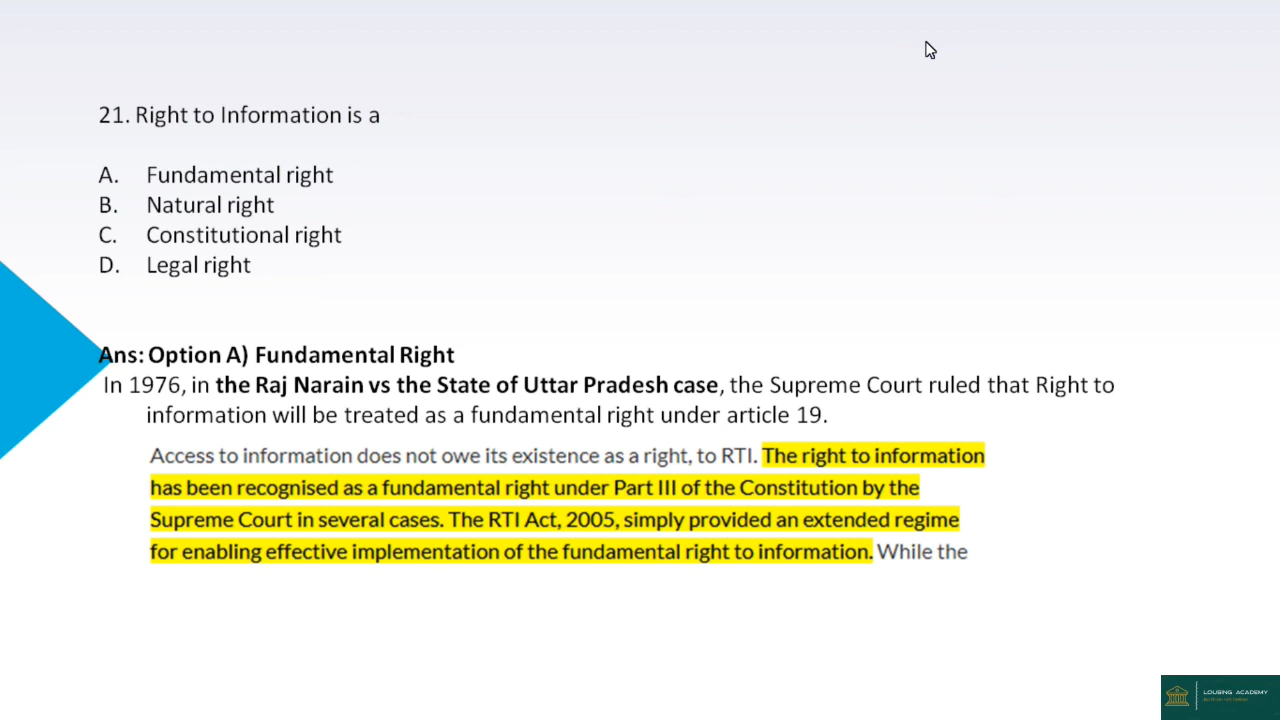 21. Right to Information is a
A. Fundamental right
B. Natural right
C. Constitutional right
D. Legal right
Ans: Option A) Fundamental Right
In 1976, in the Raj Narain vs the State of Uttar Pradesh case, the Supreme Court ruled that Right to
information will be treated as a fundamental right under article 19.
Access to information does not owe its existence as a right, to RTI. The right to information
has been recognised as a fundamental right under Part III of the Constitution by the
Supreme Court in several cases. The RTI Act, 2005, simply provided an extended regime
for enabling effective implementation of the fundamental right to information. While the
LOUSING ACADEMY